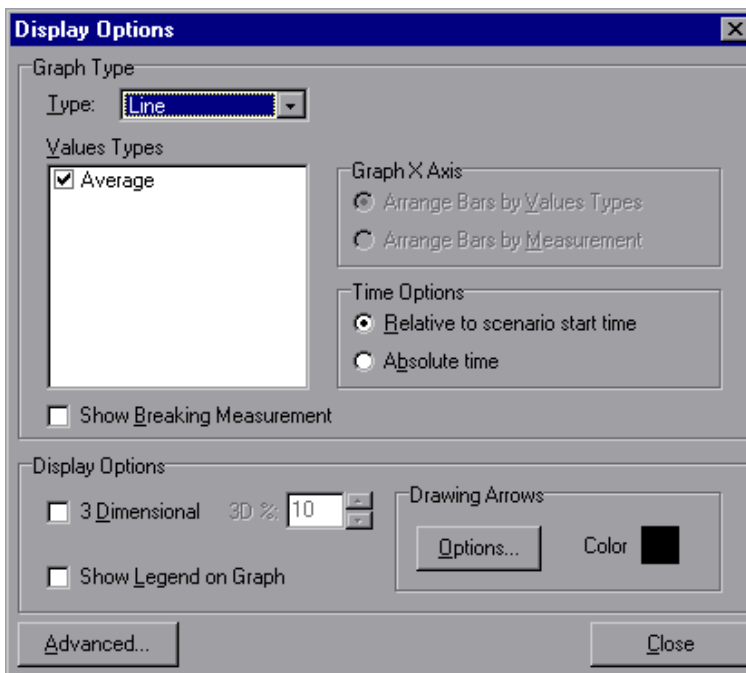 Display Options
Graph Type
Type: Line
Values Types
Average
Graph X Axis
Arrange Bars by Values Types
Arrange Bars by Measurement
Time Options
Relative to scenario start time
Absolute time
Show Breaking Measurement
Display Options
3 Dimensional 3D %: 10
Show Legend on Graph
Drawing Arrows
Options... Color
Advanced... Close